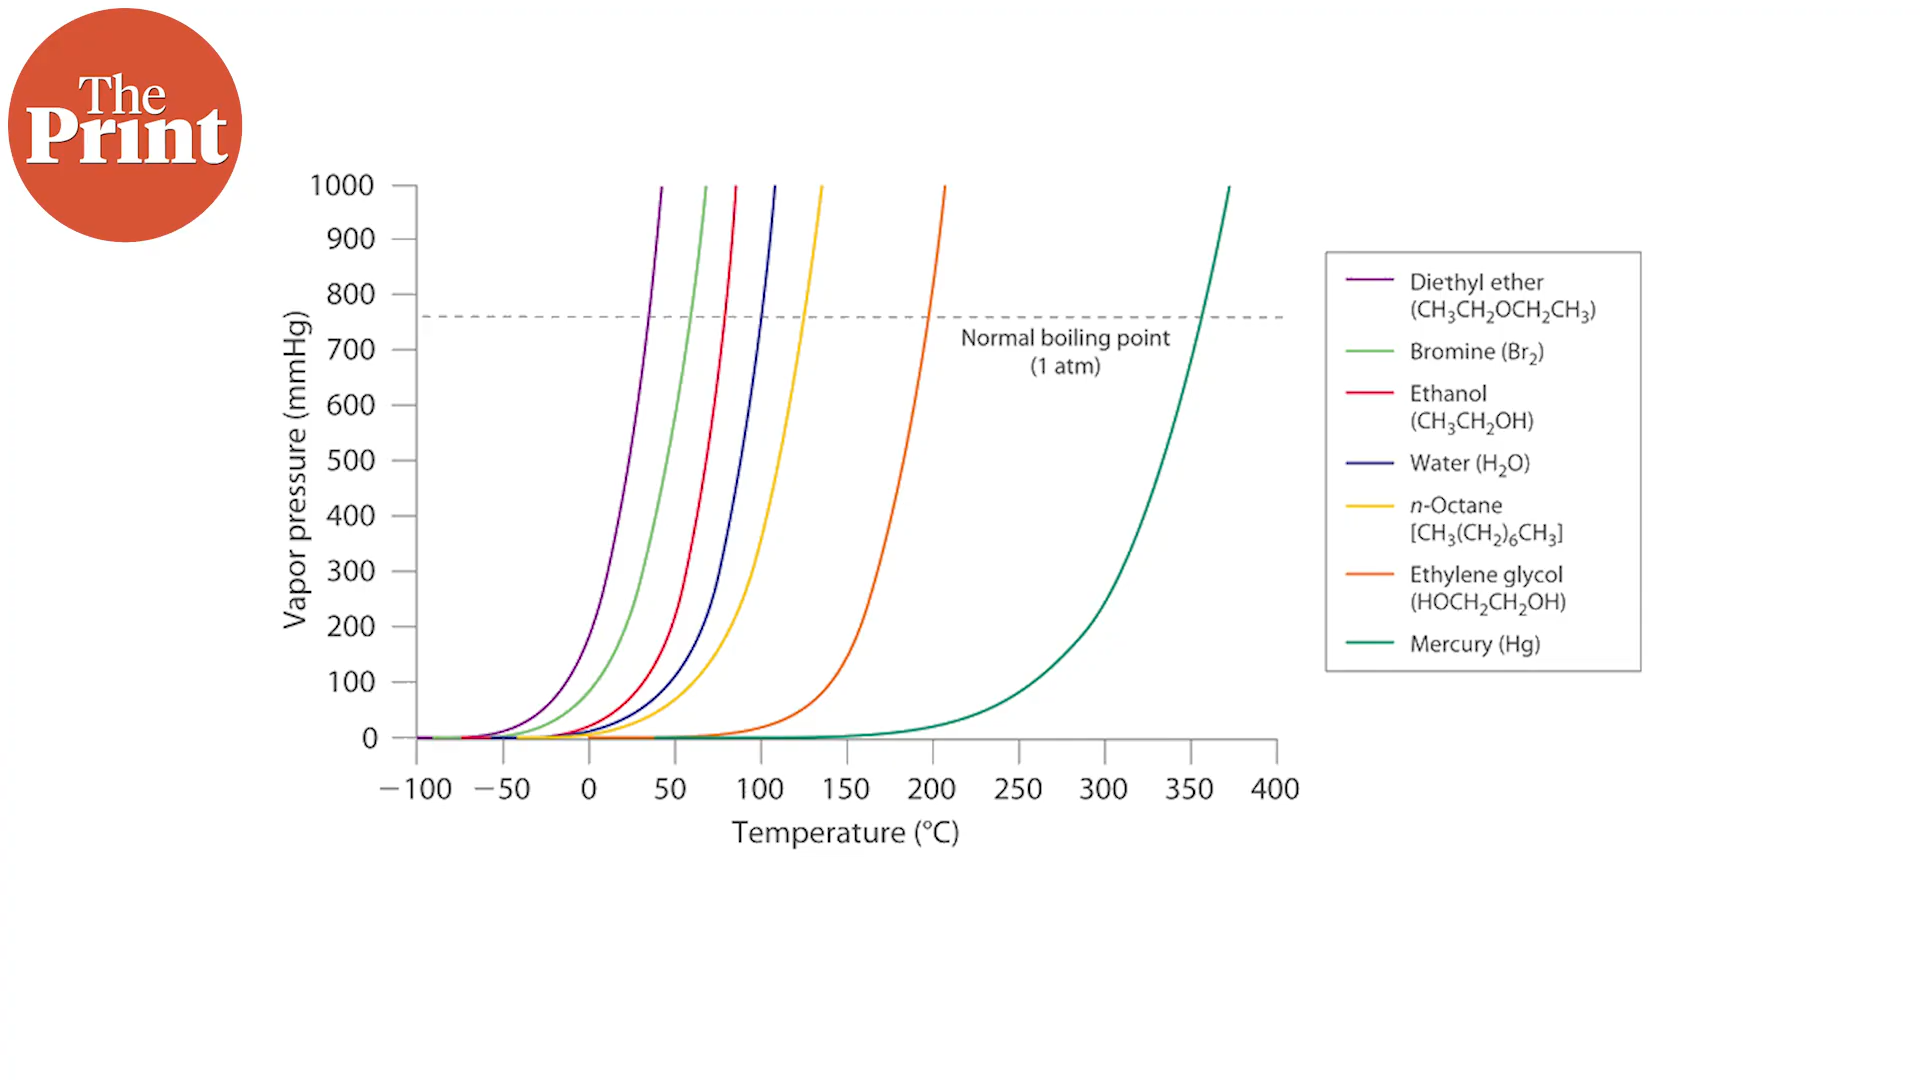 The
Print
1000
900
800
700
600
500
400
300
200
100
0
Vapor pressure (mmHg)
Normal boiling point
(1 atm)
−100 −50 0 50 100 150 200 250 300 350 400
Temperature (°C)
Diethyl ether
(CH₃CH₂OCH₂CH₃)
Bromine (Br₂)
Ethanol
(CH₃CH₂OH)
Water (H₂O)
n-Octane
[CH₃(CH₂)₆CH₃]
Ethylene glycol
(HOCH₂CH₂OH)
Mercury (Hg)